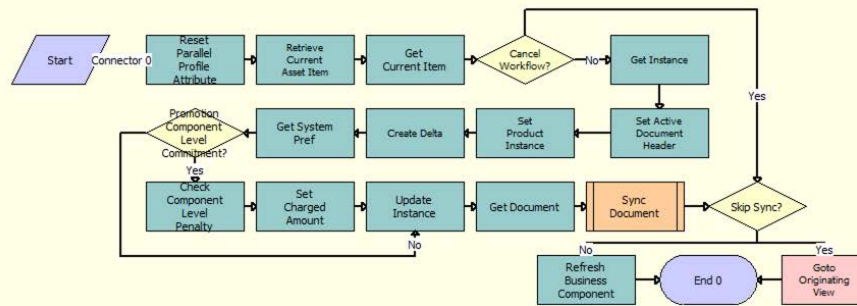 Start
Connector 0
Reset
Parallel
Profile
Attribute
Retrieve
Current
Asset Item
Get
Current Item
Cancel
Workflow?
No
Get Instance
Yes
Promotion
Component
Level
Commitment?
Get System
Pref
Create Delta
Set
Product
Instance
Set Active
Document
Header
Yes
Check
Component
Level
Penalty
Set
Charged
Amount
Update
Instance
Get Document
Sync
Document
Skip Sync?
No
No
Yes
Refresh
Business
Component
End 0
Goto
Originating
View